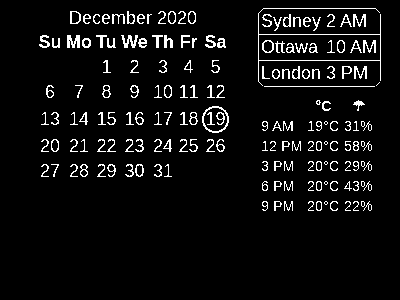 December 2020
Su Mo Tu We Th Fr Sa
1 2 3 4 5
6 7 8 9 10 11 12
13 14 15 16 17 18 19
20 21 22 23 24 25 26
27 28 29 30 31
Sydney 2 AM
Ottawa 10 AM
London 3 PM
°C
9 AM 19°C 31%
12 PM 20°C 58%
3 PM 20°C 29%
6 PM 20°C 43%
9 PM 20°C 22%